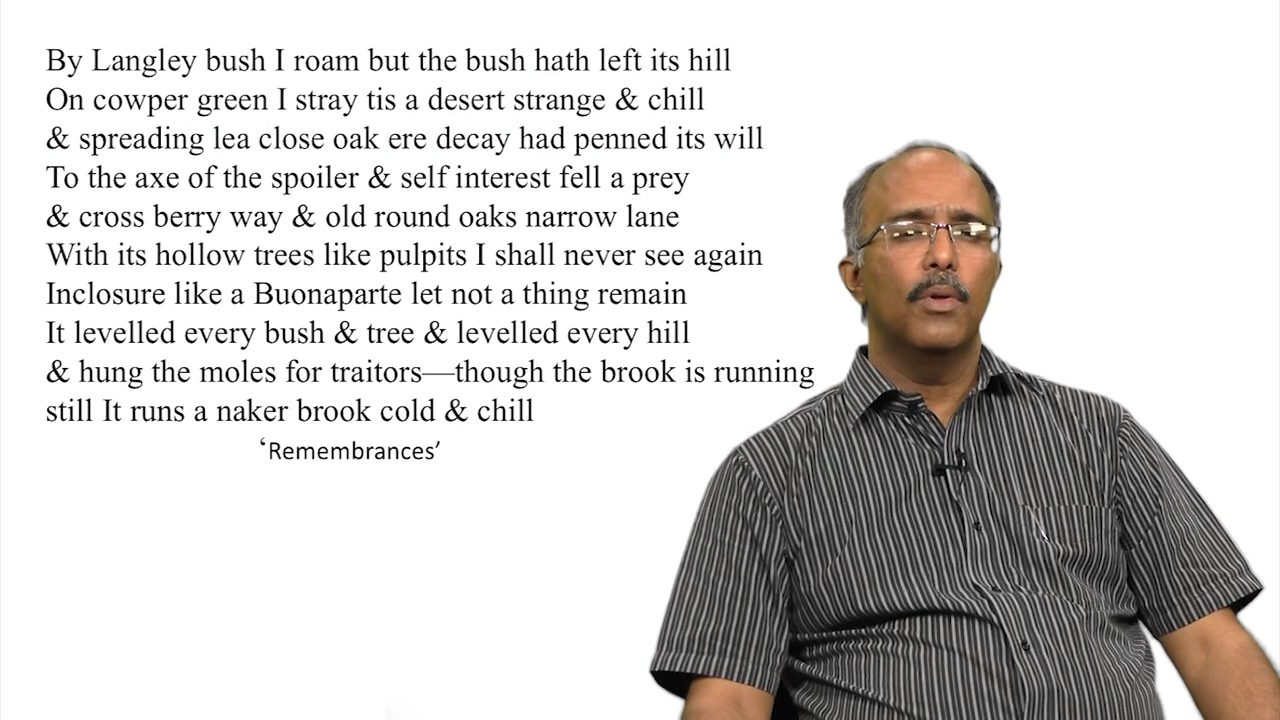 By Langley bush I roam but the bush hath left its hill
On cowper green I stray tis a desert strange & chill
& spreading lea close oak ere decay had penned its will
To the axe of the spoiler & self interest fell a prey
& cross berry way & old round oaks narrow lane
With its hollow trees like pulpits I shall never see again
Inclosure like a Buonaparte let not a thing remain
It levelled every bush & tree & levelled every hill
& hung the moles for traitors—though the brook is running
still It runs a naker brook cold & chill
‘Remembrances’